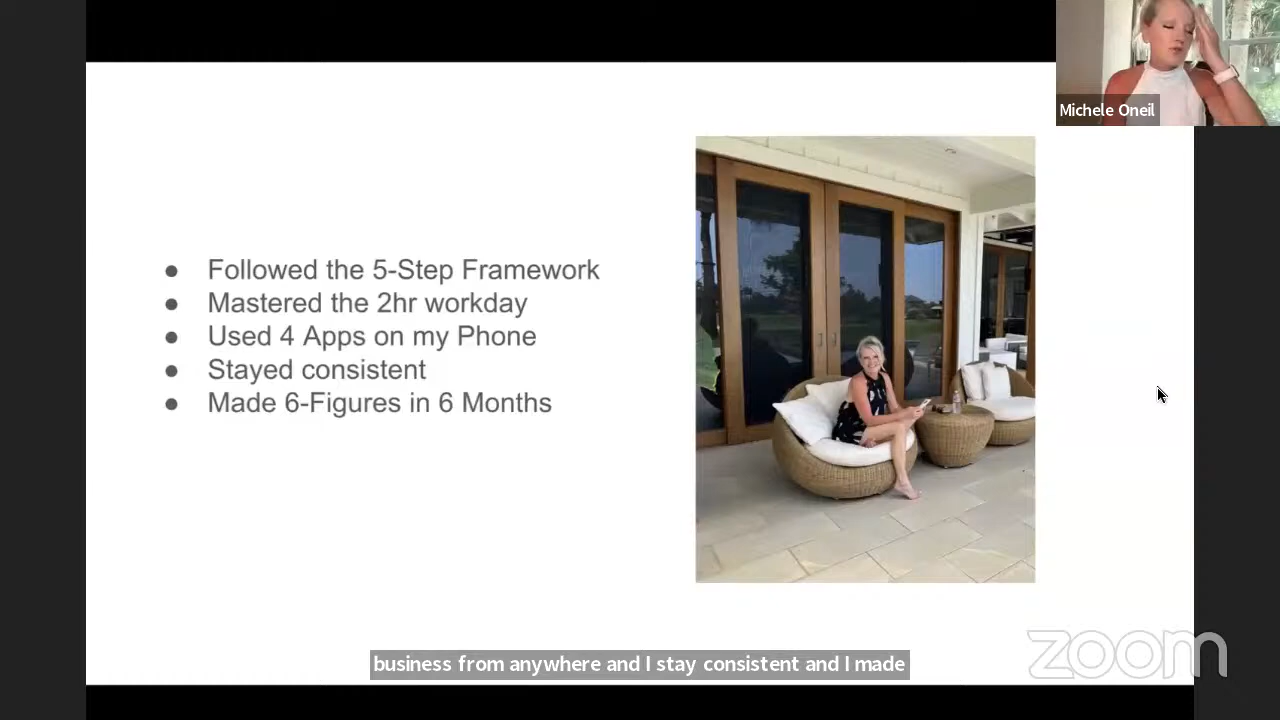 Michele Oneil
● Followed the 5-Step Framework
● Mastered the 2hr workday
● Used 4 Apps on my Phone
● Stayed consistent
● Made 6-Figures in 6 Months
business from anywhere and I stay consistent and I made
zoom